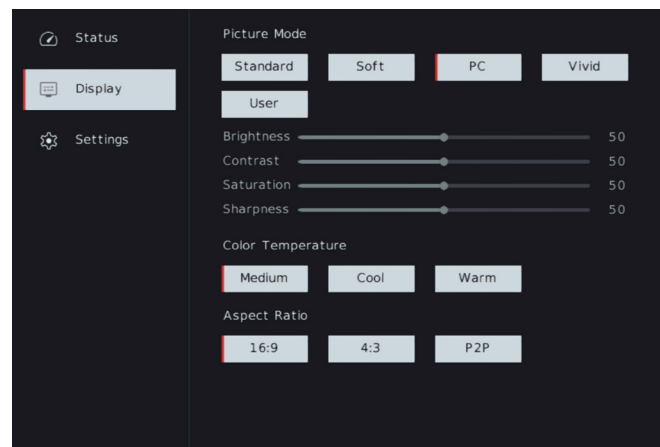 Status
Display
Settings
Picture Mode
Standard Soft PC Vivid
User
Brightness 50
Contrast 50
Saturation 50
Sharpness 50
Color Temperature
Medium Cool Warm
Aspect Ratio
16:9 4:3 P2P